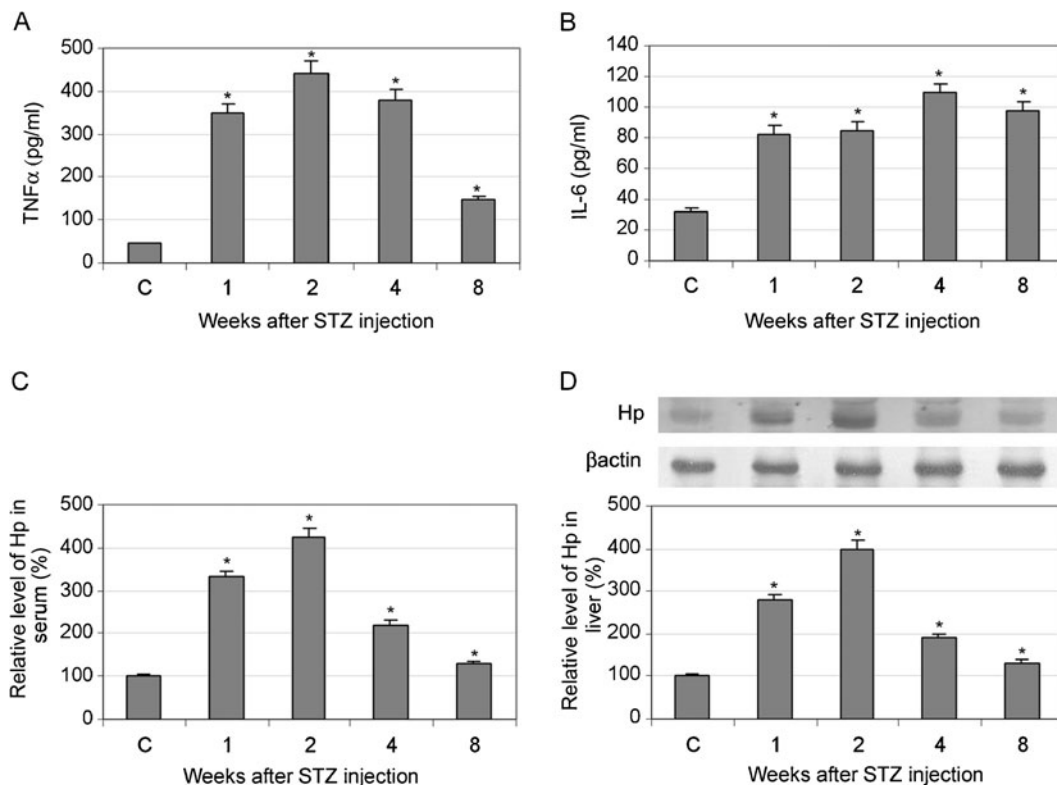 A
TNFα (pg/ml)
500
400
300
200
100
0
*
*
*
*
C 1 2 4 8
Weeks after STZ injection
B
IL-6 (pg/ml)
140
120
100
80
60
40
20
0
*
*
*
*
C 1 2 4 8
Weeks after STZ injection
C
Relative level of Hp in
serum (%)
500
400
300
200
100
0
*
*
*
*
C 1 2 4 8
Weeks after STZ injection
D
Hp
βactin
Relative level of Hp in
liver (%)
500
400
300
200
100
0
*
*
*
*
C 1 2 4 8
Weeks after STZ injection